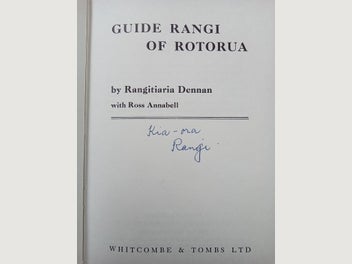 GUIDE RANGI
OF ROTORUA
by Rangitiaria Dennan
with Ross Annabell
Kia-ora
Rangi
WHITCOMBE & TOMBS LTD